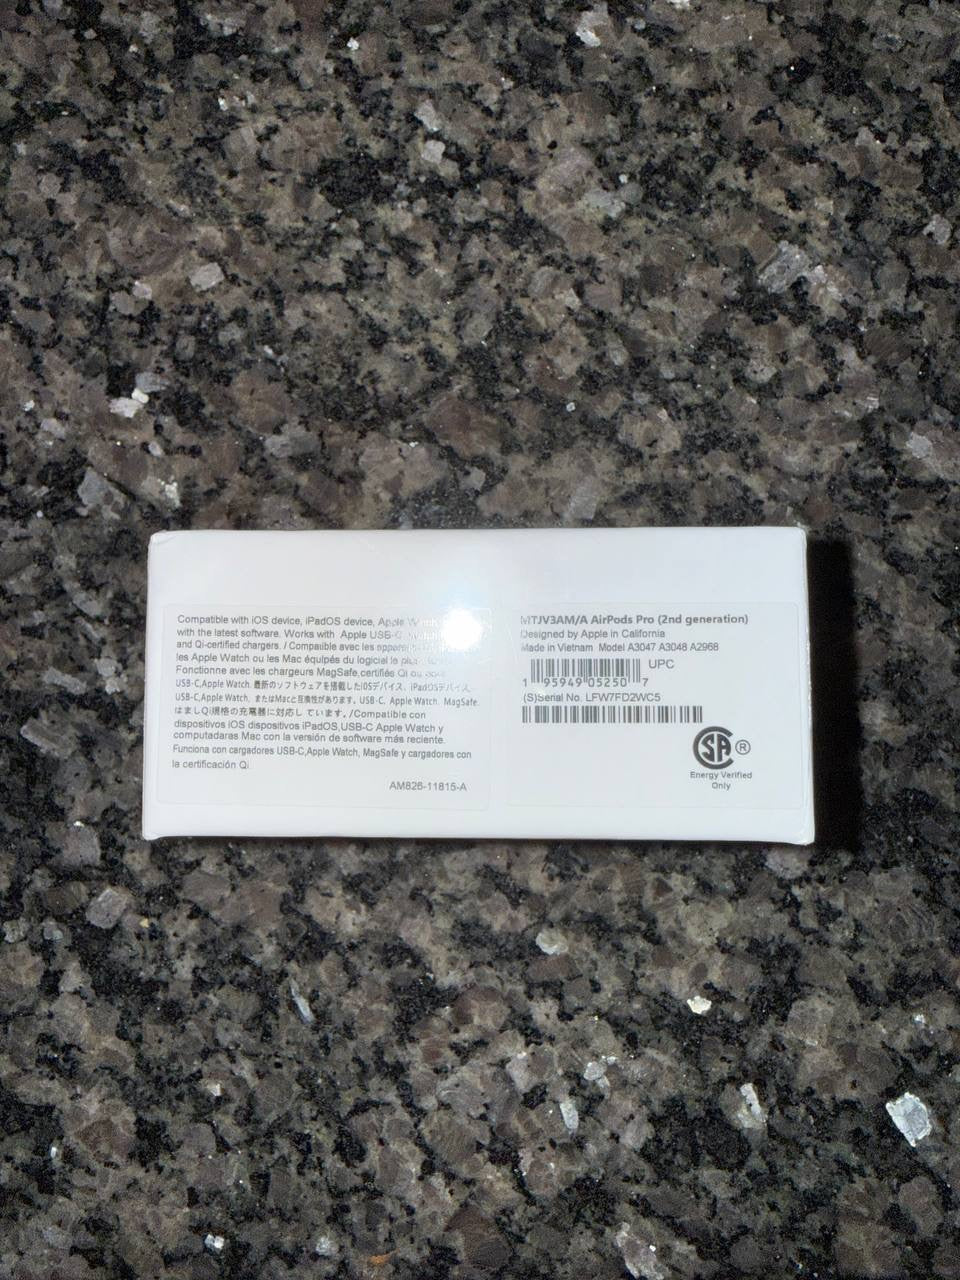 Compatible with iOS device, iPadOS device, Apple
with the latest software. Works with Apple USB-C
and Qi-certified chargers. / Compaible avec les
les Apple Watch ou les Mac équipés du logiciel le plus
Fonctionne avec les chargeurs MagSafe,certifiés Qi
USB-C,Apple Watch. 最新のソフトウェアを搭載したiOSデバイス、iPadOSデバイス、
USB-C,Apple Watch, またはMacと互換性があります。USB-C, Apple Watch, MagSafe,
はましQi規格の充電器に対応し ています。/Compatible con
dispositivos iOS dispositivos iPadOS,USB-C Apple Watch y
computadoras Mac con la versión de software más reciente.
Funciona con cargadores USB-C,Apple Watch, MagSafe y cargadores con
la certificación Qi
AM826-11815-A
MTJV3AM/A AirPods Pro (2nd generation)
Designed by Apple in California
Made in Vietnam Model A3047 A3048 A2968
UPC
1 95949 05250 7
(S)Serial No. LFW7FD2WC5
SA ®
Energy Verified
Only